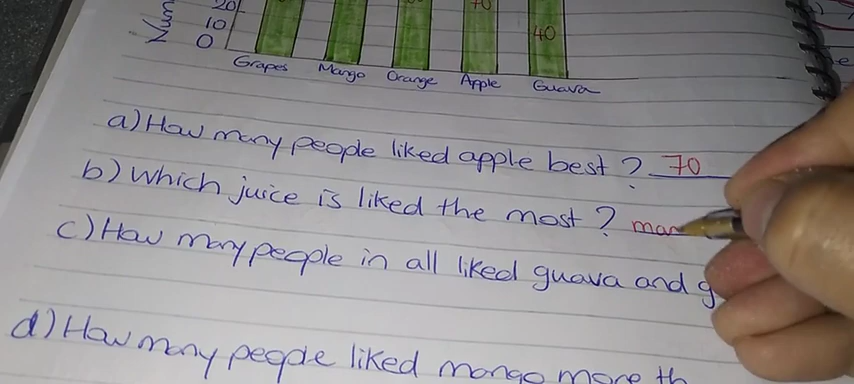 20
10
0
70
40
Grapes Mango Orange Apple Guava
a) How many people liked apple best ? 70
b) Which juice is liked the most ? man
c) How many people in all liked guava and g
d) How many people liked mango more th